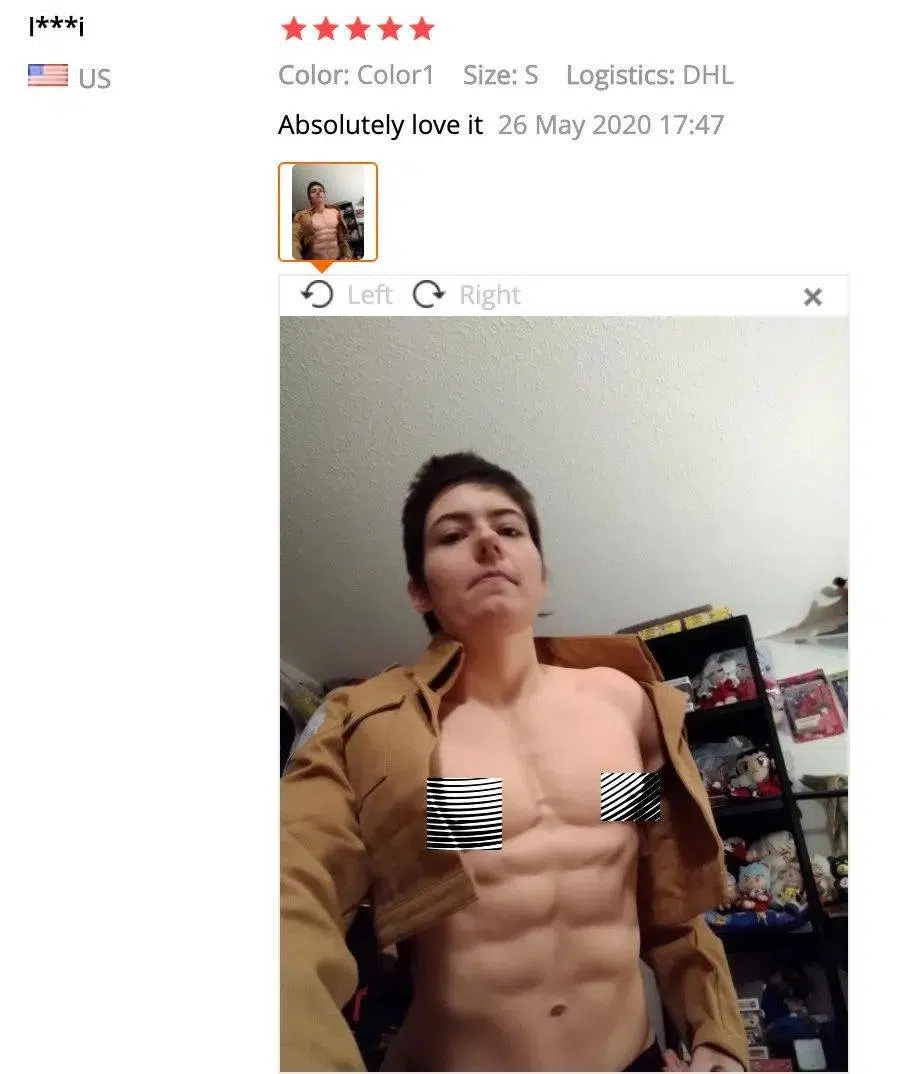 l***i
US
Color: Color1 Size: S Logistics: DHL
Absolutely love it 26 May 2020 17:47
Left Right